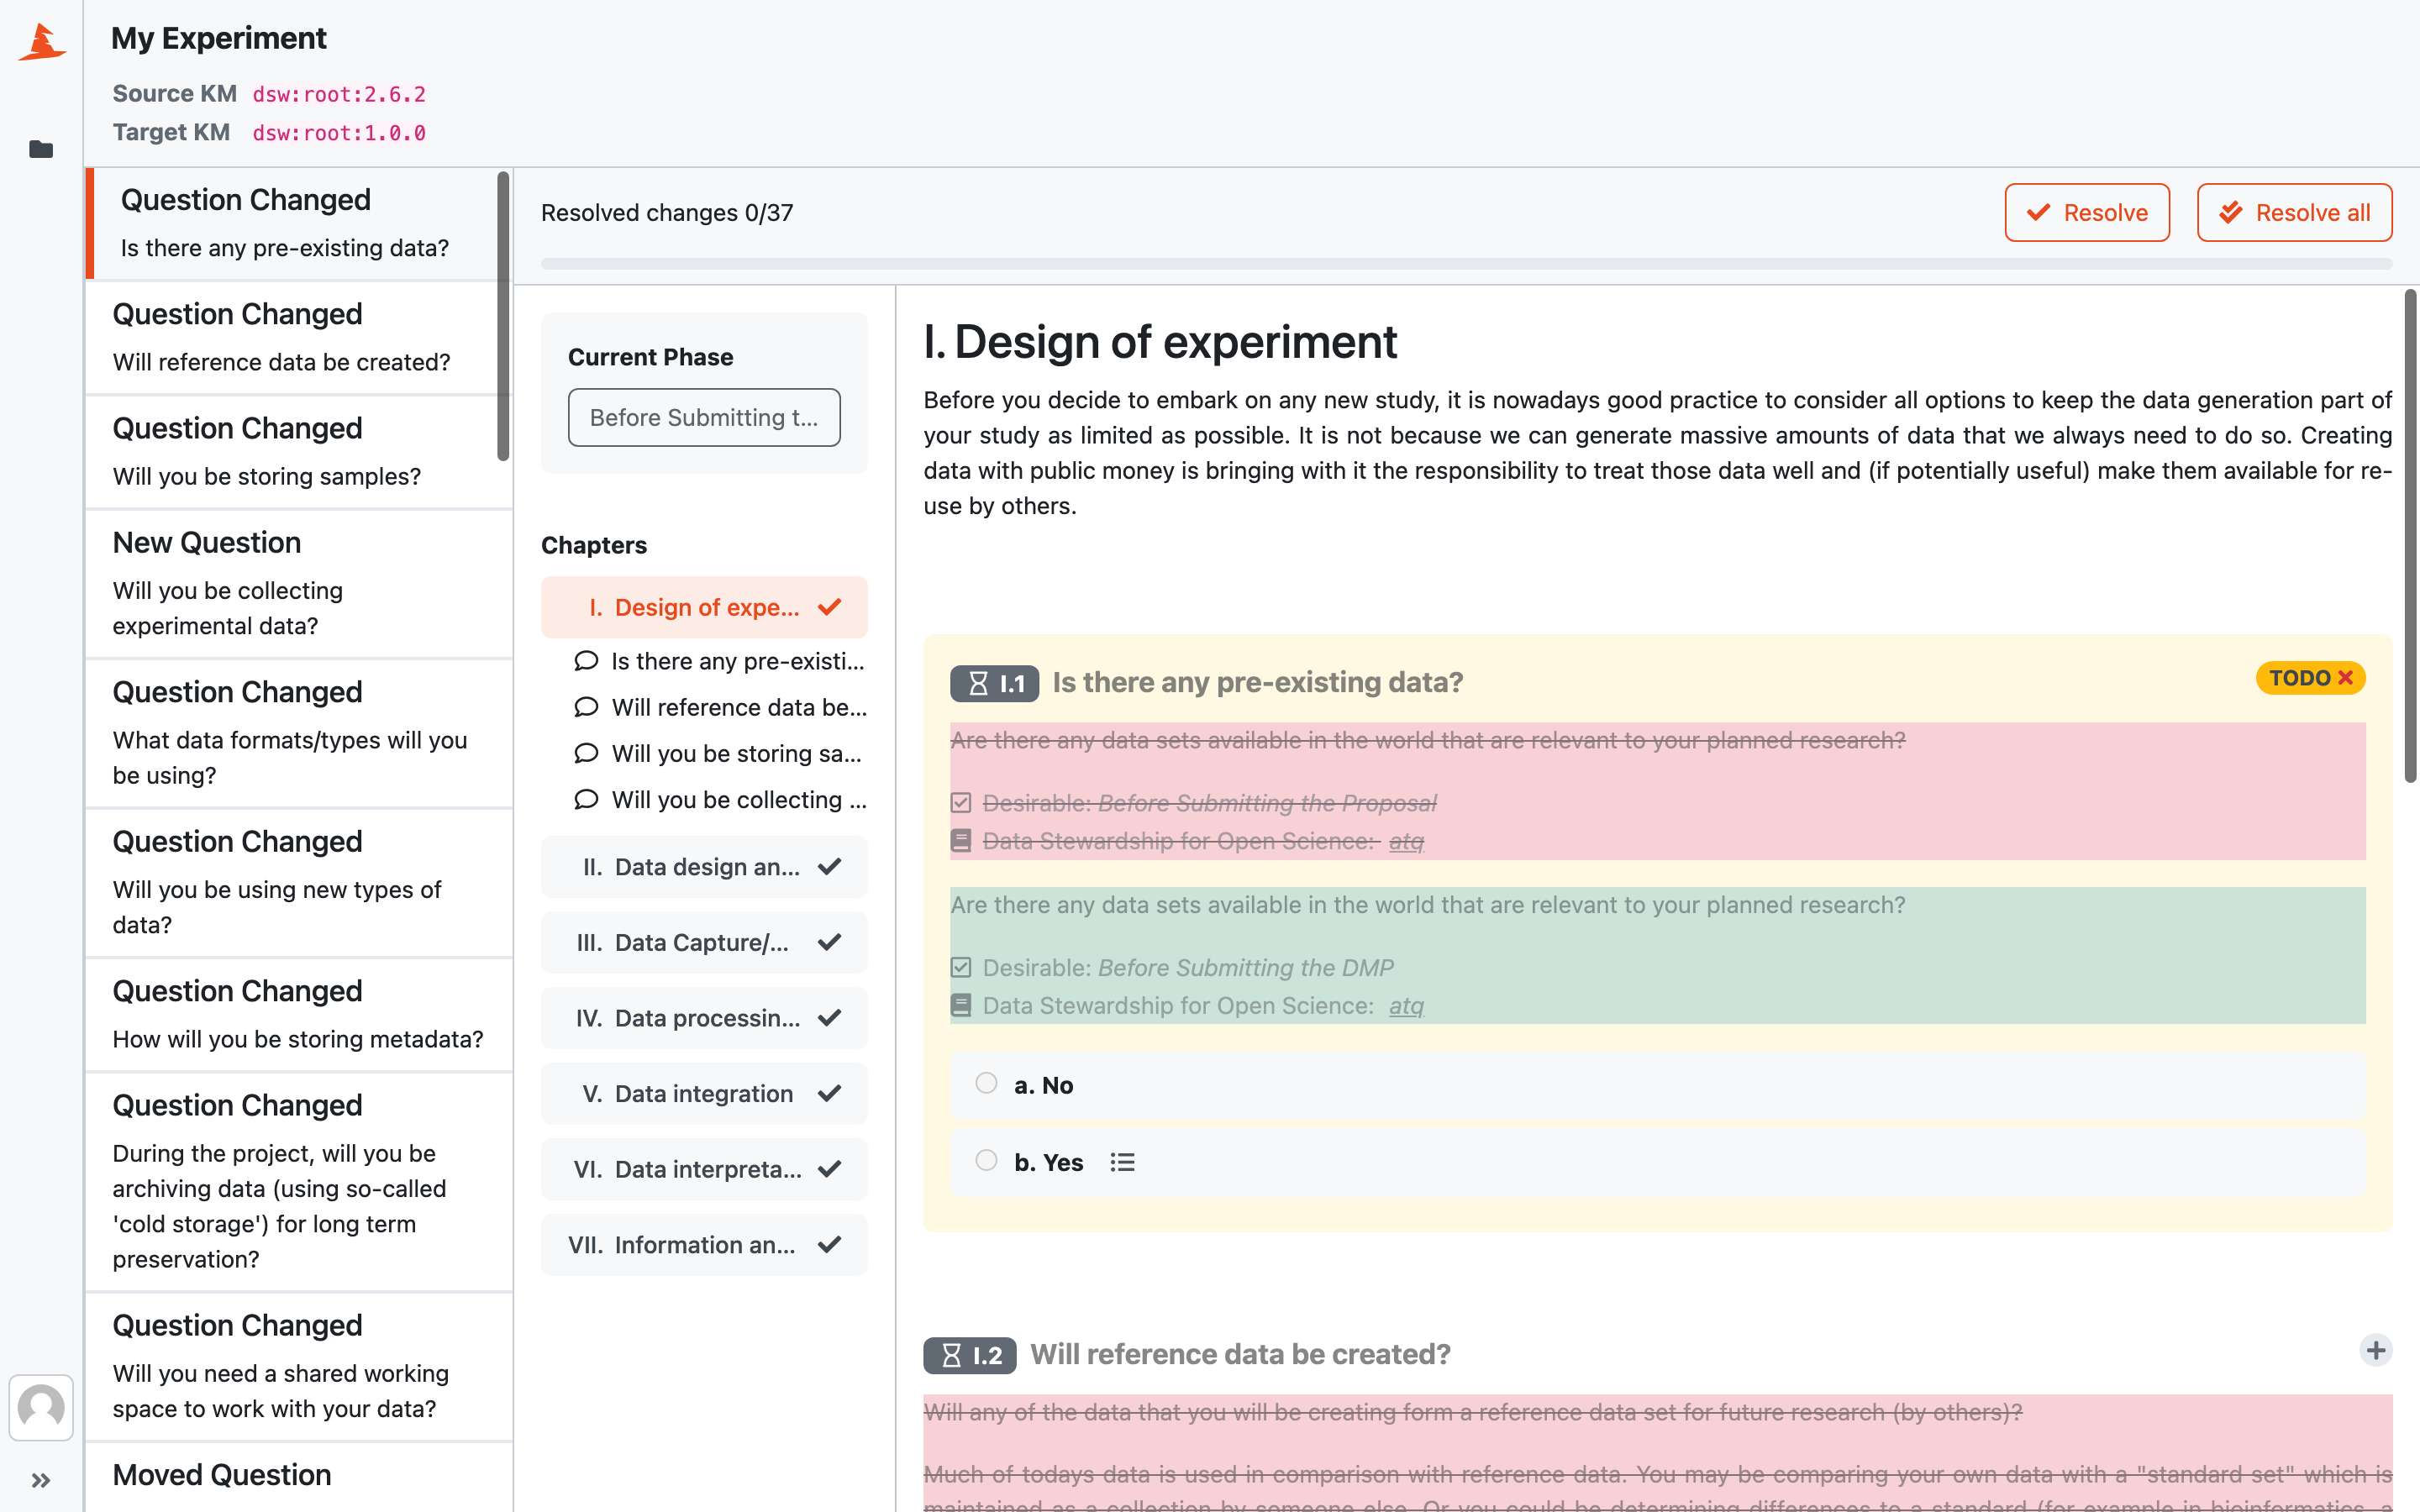 My Experiment
Source KM dsw:root:2.6.2
Target KM dsw:root:1.0.0
Question Changed
Is there any pre-existing data?
Question Changed
Will reference data be created?
Question Changed
Will you be storing samples?
New Question
Will you be collecting
experimental data?
Question Changed
What data formats/types will you
be using?
Question Changed
Will you be using new types of
data?
Question Changed
How will you be storing metadata?
Question Changed
During the project, will you be
archiving data (using so-called
'cold storage') for long term
preservation?
Question Changed
Will you need a shared working
space to work with your data?
Moved Question
Resolved changes 0/37
Resolve
Resolve all
Current Phase
Before Submitting t...
Chapters
I. Design of expe...
Is there any pre-existi...
Will reference data be...
Will you be storing sa...
Will you be collecting ...
II. Data design an...
III. Data Capture/...
IV. Data processin...
V. Data integration
VI. Data interpreta...
VII. Information an...
I. Design of experiment
Before you decide to embark on any new study, it is nowadays good practice to consider all options to keep the data generation part of
your study as limited as possible. It is not because we can generate massive amounts of data that we always need to do so. Creating
data with public money is bringing with it the responsibility to treat those data well and (if potentially useful) make them available for re-
use by others.
I.1 Is there any pre-existing data?
TODO
Are there any data sets available in the world that are relevant to your planned research?
Desirable: Before Submitting the Proposal
Data Stewardship for Open Science: atq
Are there any data sets available in the world that are relevant to your planned research?
Desirable: Before Submitting the DMP
Data Stewardship for Open Science: atq
a. No
b. Yes
I.2 Will reference data be created?
Will any of the data that you will be creating form a reference data set for future research (by others)?
Much of todays data is used in comparison with reference data. You may be comparing your own data with a "standard set" which is
maintained as a collection by someone else. Or you could be determining differences to a standard (for example in bioinformatics, a